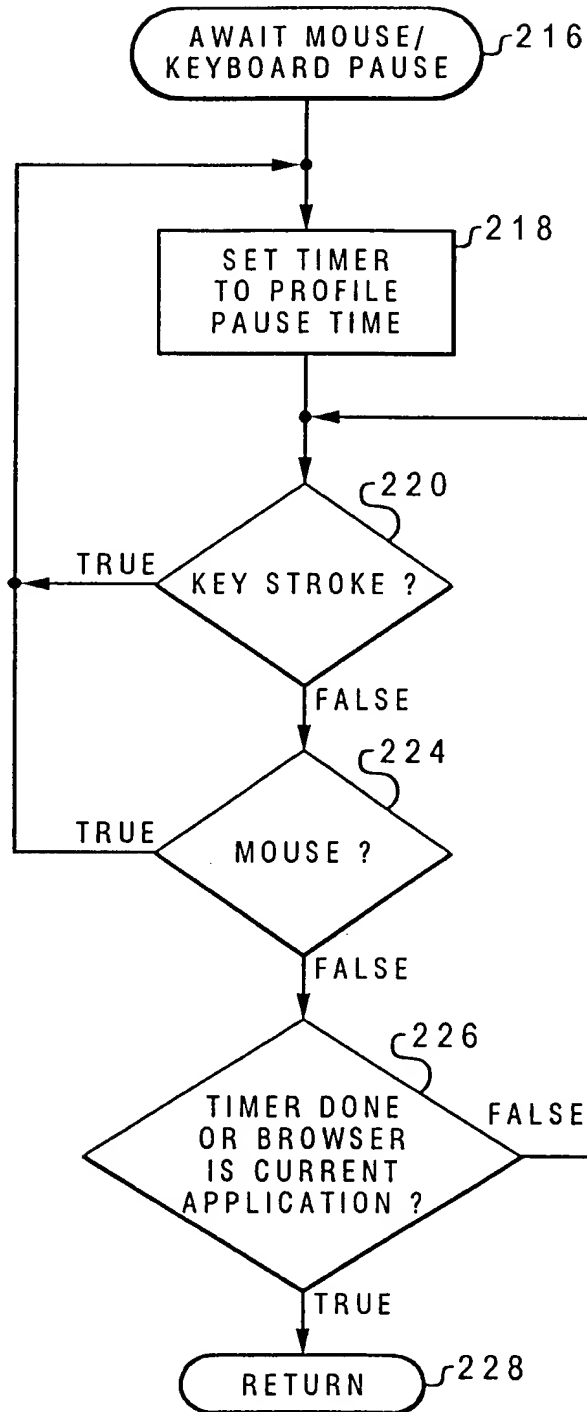 AWAIT MOUSE/
KEYBOARD PAUSE
216
218
SET TIMER
TO PROFILE
PAUSE TIME
220
TRUE
KEY STROKE ?
FALSE
224
TRUE
MOUSE ?
FALSE
226
TIMER DONE
OR BROWSER
IS CURRENT
APPLICATION ?
FALSE
TRUE
RETURN
228